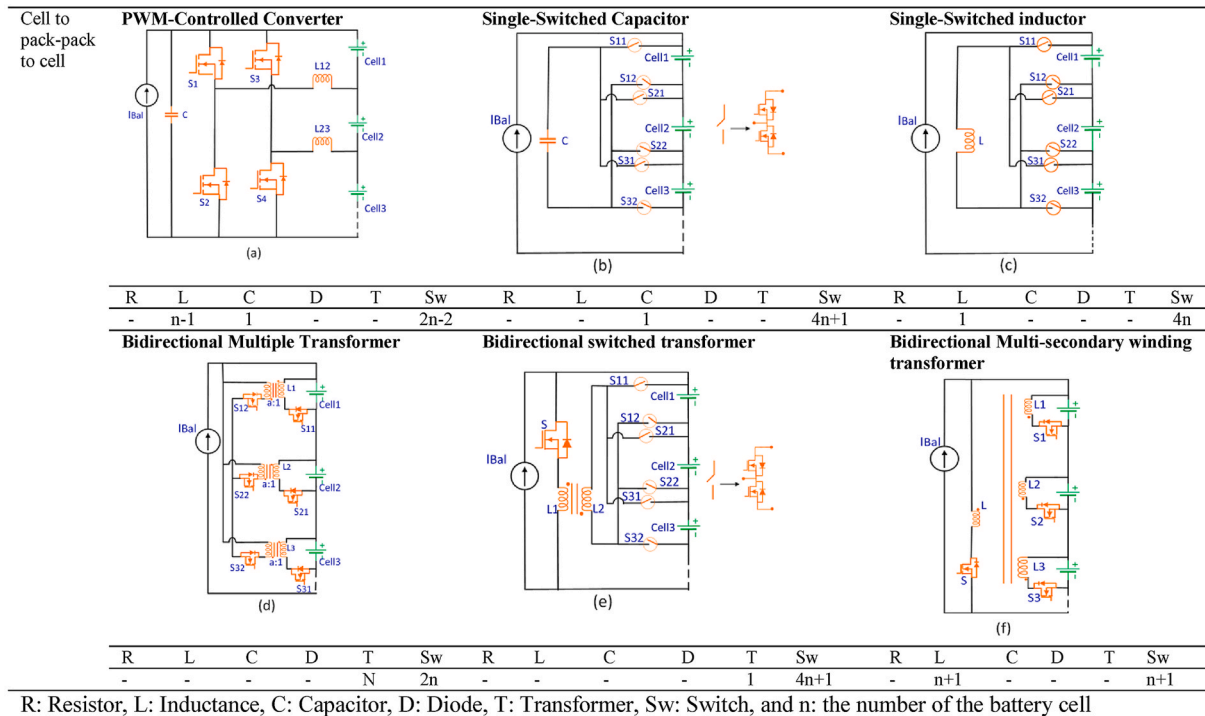 Cell to
pack-pack
to cell
PWM-Controlled Converter
S1
S3
L12
Cell1
IBal
C
L23
Cell2
S2
S4
Cell3
(a)
Single-Switched Capacitor
S11
Cell1
S12
S21
IBal
C
Cell2
S22
S31
Cell3
S32
(b)
Single-Switched inductor
S11
Cell1
S12
S21
IBal
L
Cell2
S22
S31
Cell3
S32
(c)
R L C D T Sw R L C D T Sw R L C D T Sw
- n-1 1 - - 2n-2 - - 1 - - 4n+1 - 1 - - - 4n
Bidirectional Multiple Transformer
L1
S12
a:1
Cell1
S11
IBal
L2
S22
a:1
Cell2
S21
L3
S32
a:1
Cell3
S31
(d)
Bidirectional switched transformer
S11
Cell1
S
S12
S21
IBal
Cell2
L1
L2
S22
S31
Cell3
S32
(e)
Bidirectional Multi-secondary winding
transformer
L1
S1
IBal
L2
S2
L
S
L3
S3
(f)
R L C D T Sw R L C D T Sw R L C D T Sw
- - - - N 2n - - - - 1 4n+1 - n+1 - - - n+1
R: Resistor, L: Inductance, C: Capacitor, D: Diode, T: Transformer, Sw: Switch, and n: the number of the battery cell